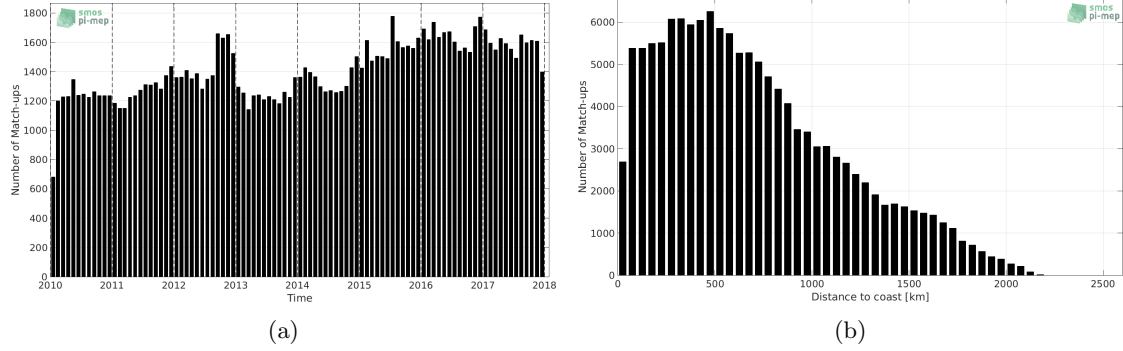 smos
pi-mep
1800
1600
1400
1200
1000
800
600
400
200
0
Number of Match-ups
2010 2011 2012 2013 2014 2015 2016 2017 2018
Time
(a)
smos
pi-mep
6000
5000
4000
3000
2000
1000
0
Number of Match-ups
0 500 1000 1500 2000 2500
Distance to coast [km]
(b)